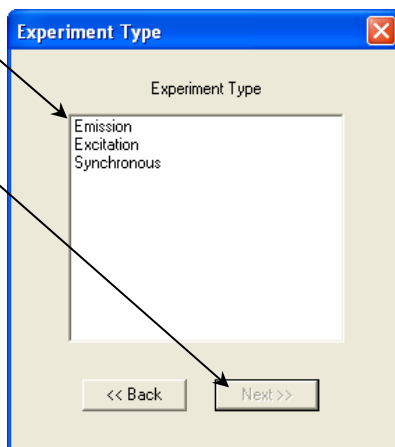 Experiment Type
Experiment Type
Emission
Excitation
Synchronous
<< Back
Next >>